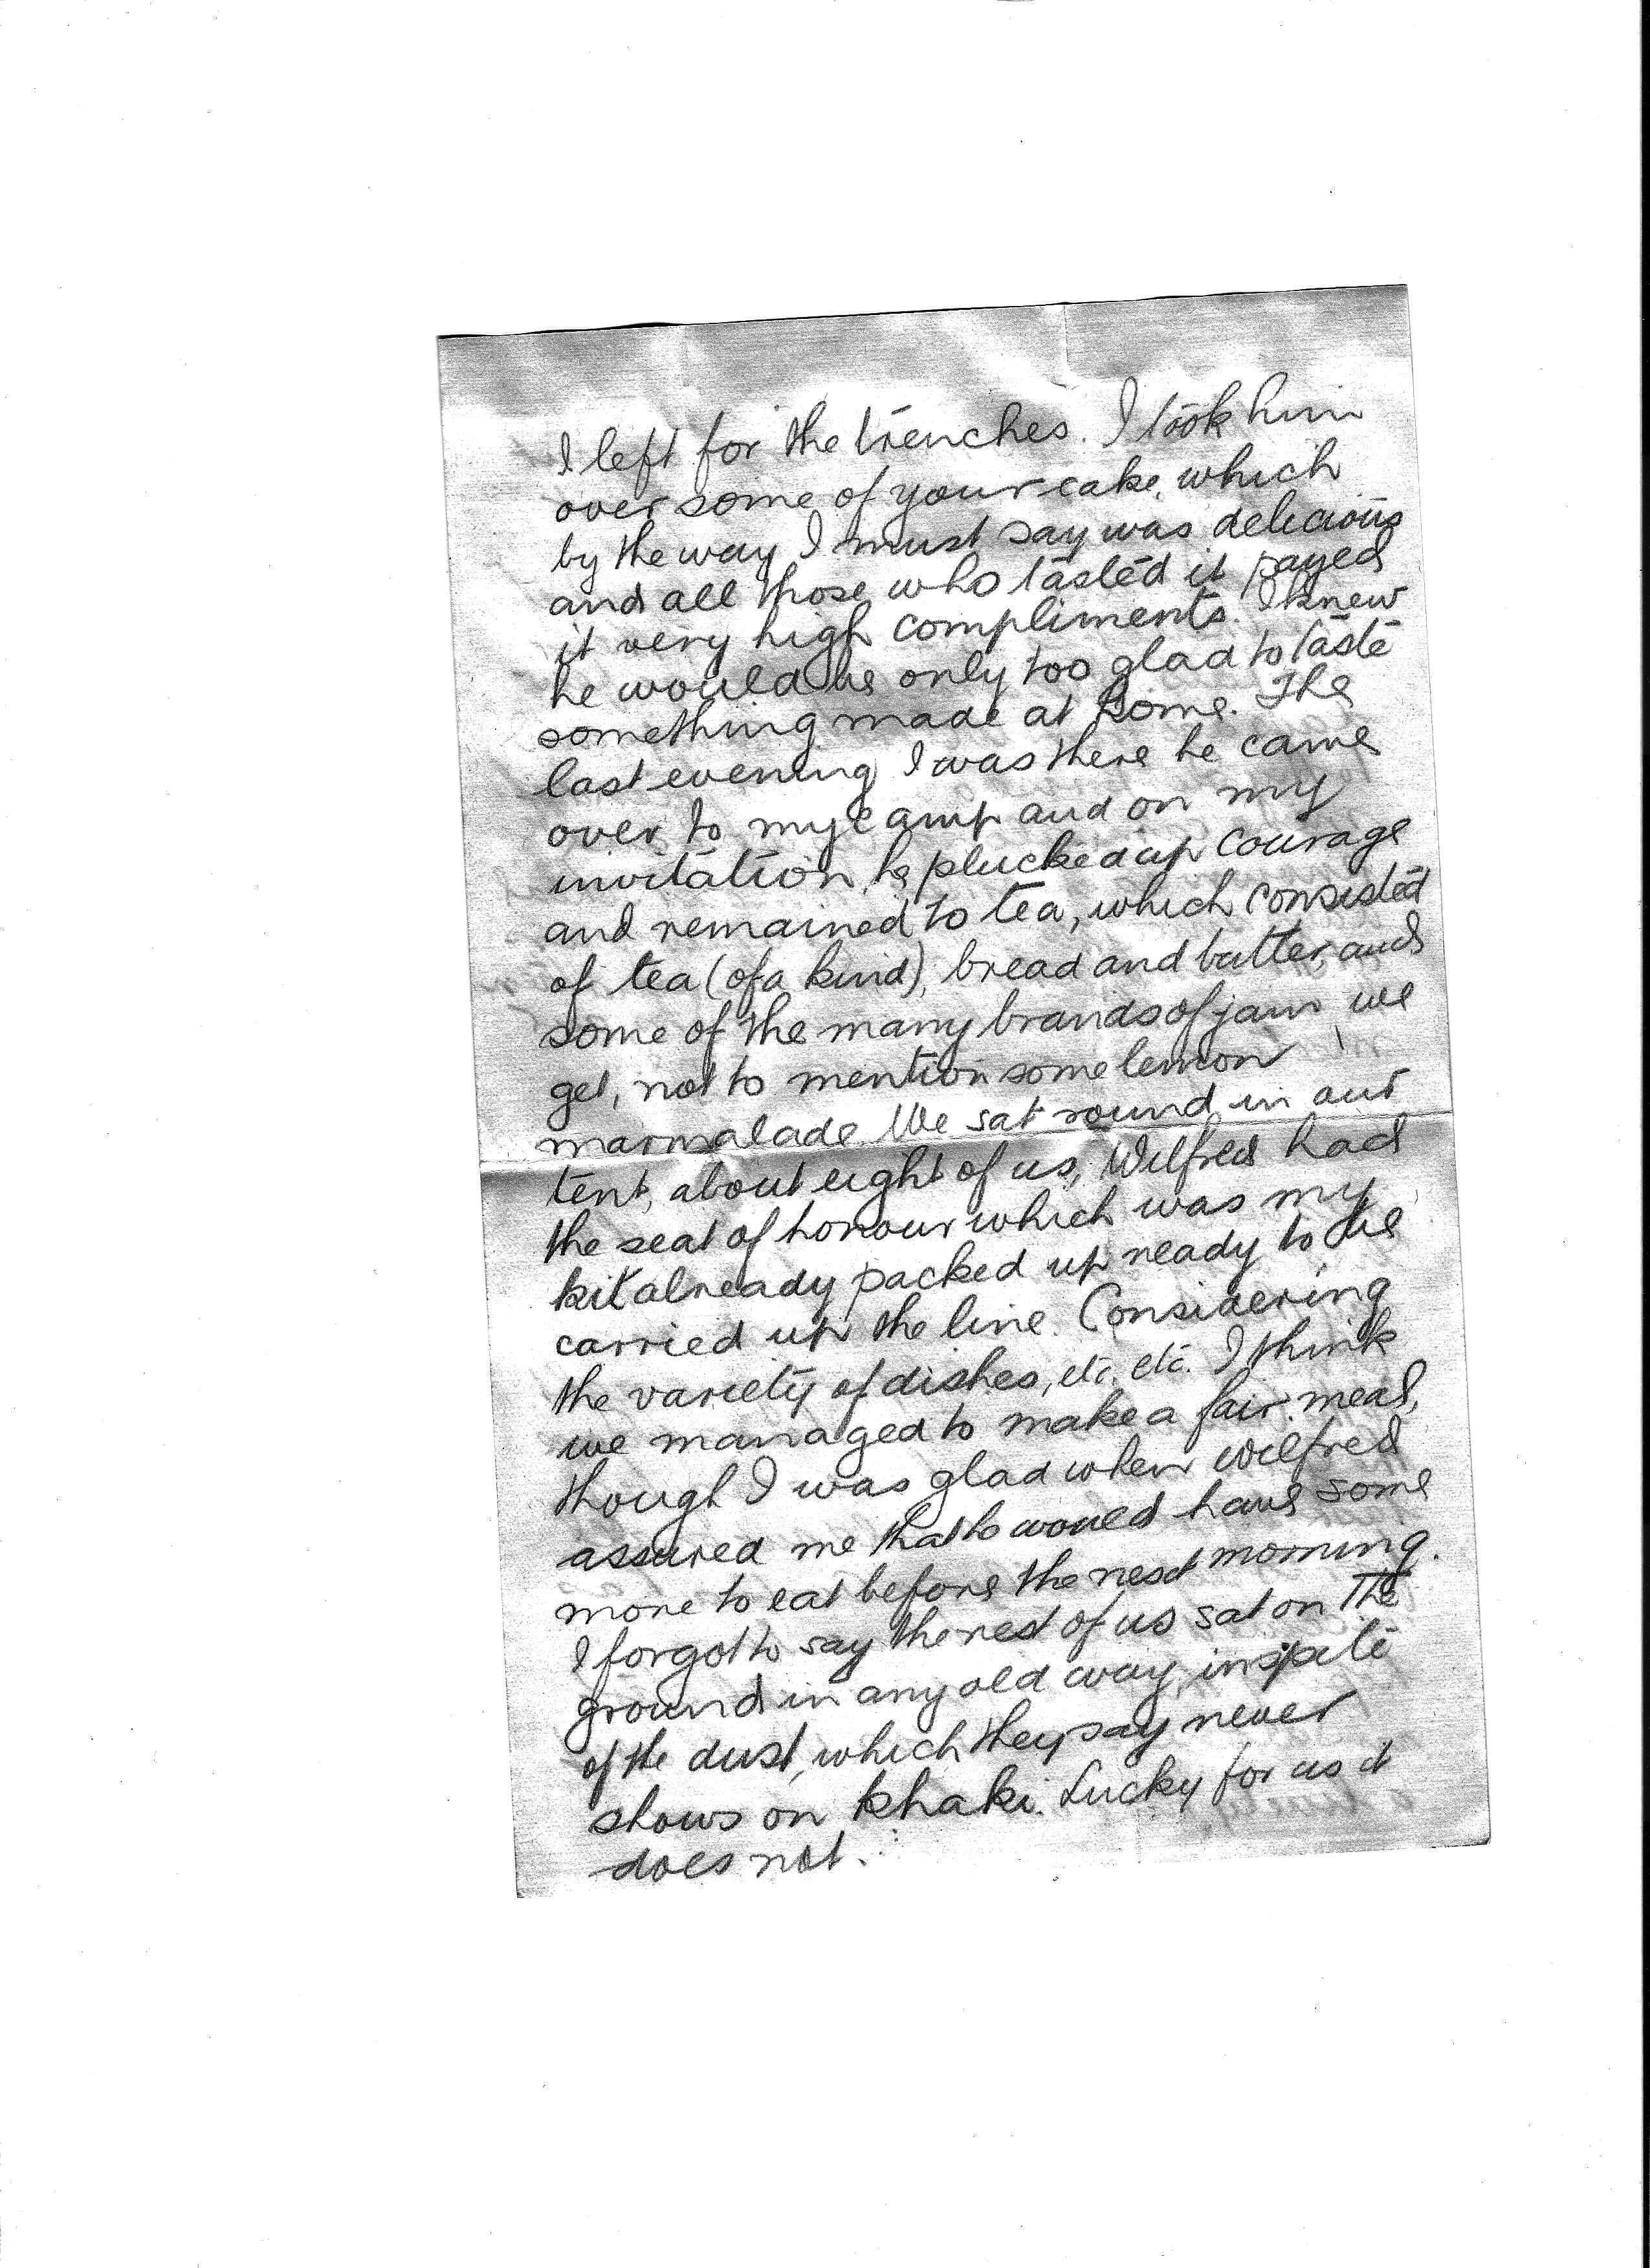 I left for the trenches. I took him
over some of your cake, which
by the way I must say was delicious
and all those who tasted it payed
it very high compliments. I knew
he would be only too glad to taste
something made at home. The
last evening I was there he came
over to my camp and on my
invitation he plucked up courage
and remained to tea, which consisted
of tea (of a kind), bread and butter, and
some of the many brands of jam we
get, not to mention some lemon
marmalade. We sat round in our
tent, about eight of us, Wilfred had
the seat of honour which was my
kit already packed up ready to be
carried up the line. Considering
the variety of dishes, etc. etc. I think
we managed to make a fair meal,
though I was glad when Wilfred
assured me that he would have some
more to eat before the next morning.
I forgot to say the rest of us sat on the
ground in any old way, inspite
of the dust, which they say never
shows on khaki. Lucky for us it
does not.